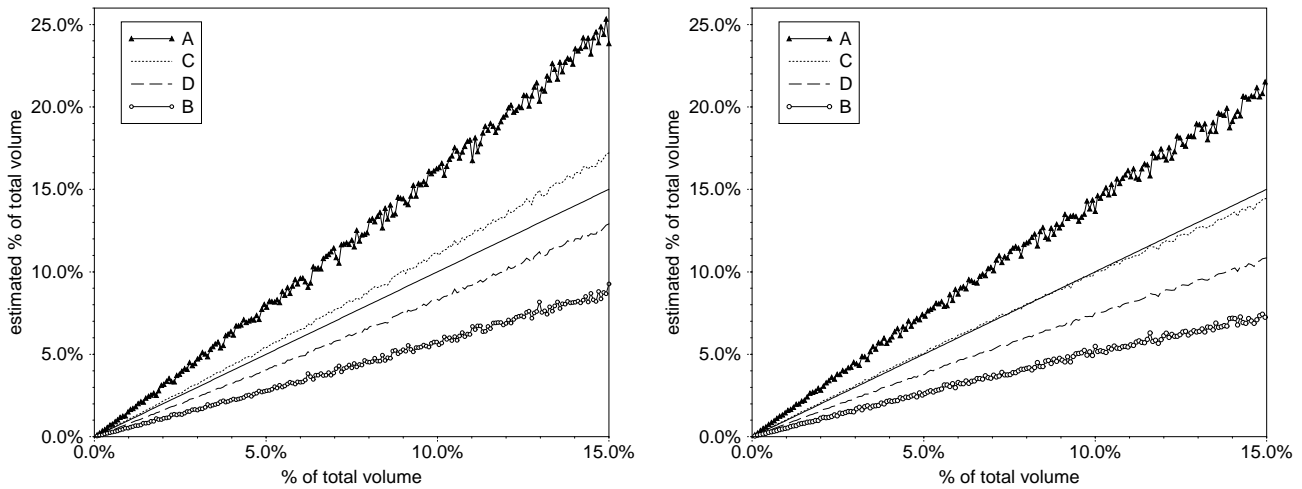 25.0%
20.0%
15.0%
10.0%
5.0%
0.0%
estimated % of total volume
A
C
D
B
0.0%
5.0%
10.0%
15.0%
% of total volume
25.0%
20.0%
15.0%
10.0%
5.0%
0.0%
estimated % of total volume
A
C
D
B
0.0%
5.0%
10.0%
15.0%
% of total volume